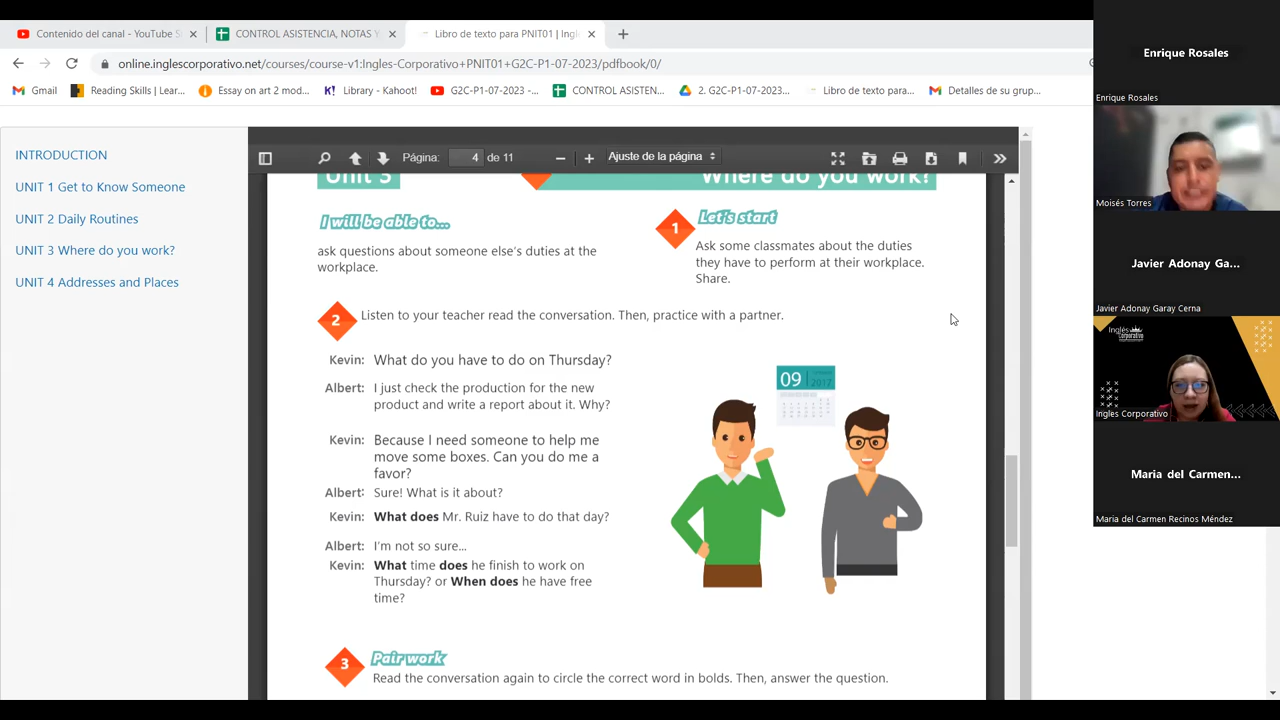 Contenido del canal - YouTube S
CONTROL ASISTENCIA, NOTAS Y
Libro de texto para PNIT01 | Ingl
online.inglescorporativo.net/courses/course-v1:Ingles-Corporativo+PNIT01+G2C-P1-07-2023/pdfbook/0/
Gmail
Reading Skills | Lear...
Essay on art 2 mod...
Library - Kahoot!
G2C-P1-07-2023 -...
CONTROL ASISTEN...
2. G2C-P1-07-2023...
Libro de texto para...
Detalles de su grup...
INTRODUCTION
UNIT 1 Get to Know Someone
UNIT 2 Daily Routines
UNIT 3 Where do you work?
UNIT 4 Addresses and Places
Página: 4 de 11
Ajuste de la página
Unit 3
Where do you work?
I will be able to...
ask questions about someone else's duties at the
workplace.
1
Let's start
Ask some classmates about the duties
they have to perform at their workplace.
Share.
2
Listen to your teacher read the conversation. Then, practice with a partner.
Kevin: What do you have to do on Thursday?
Albert: I just check the production for the new
product and write a report about it. Why?
Kevin: Because I need someone to help me
move some boxes. Can you do me a
favor?
Albert: Sure! What is it about?
Kevin: What does Mr. Ruiz have to do that day?
Albert: I'm not so sure...
Kevin: What time does he finish to work on
Thursday? or When does he have free
time?
09
2017
3
Pair work
Read the conversation again to circle the correct word in bolds. Then, answer the question.
Enrique Rosales
Enrique Rosales
Moisés Torres
Javier Adonay Ga...
Javier Adonay Garay Cerna
Inglés
Corporativo
Ingles Corporativo
Maria del Carmen...
Maria del Carmen Recinos Méndez